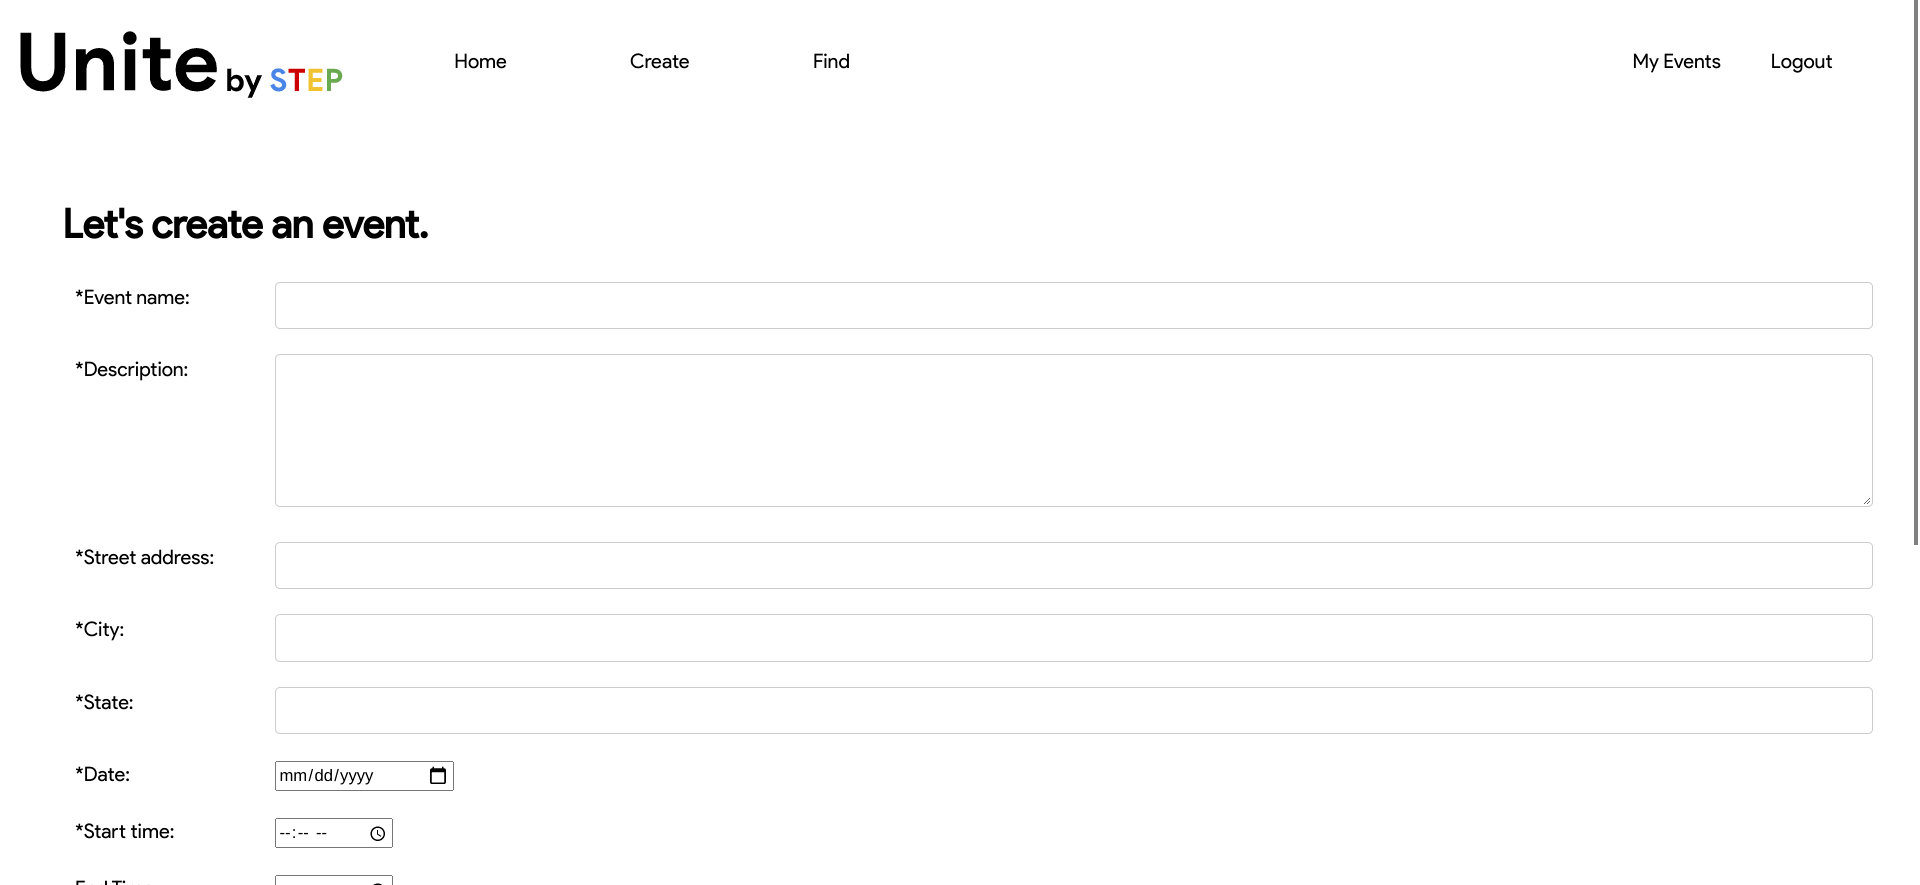 Unite by STEP
Home
Create
Find
My Events
Logout
Let's create an event.
*Event name:
*Description:
*Street address:
*City:
*State:
*Date:
mm/dd/yyyy
*Start time:
--:-- --